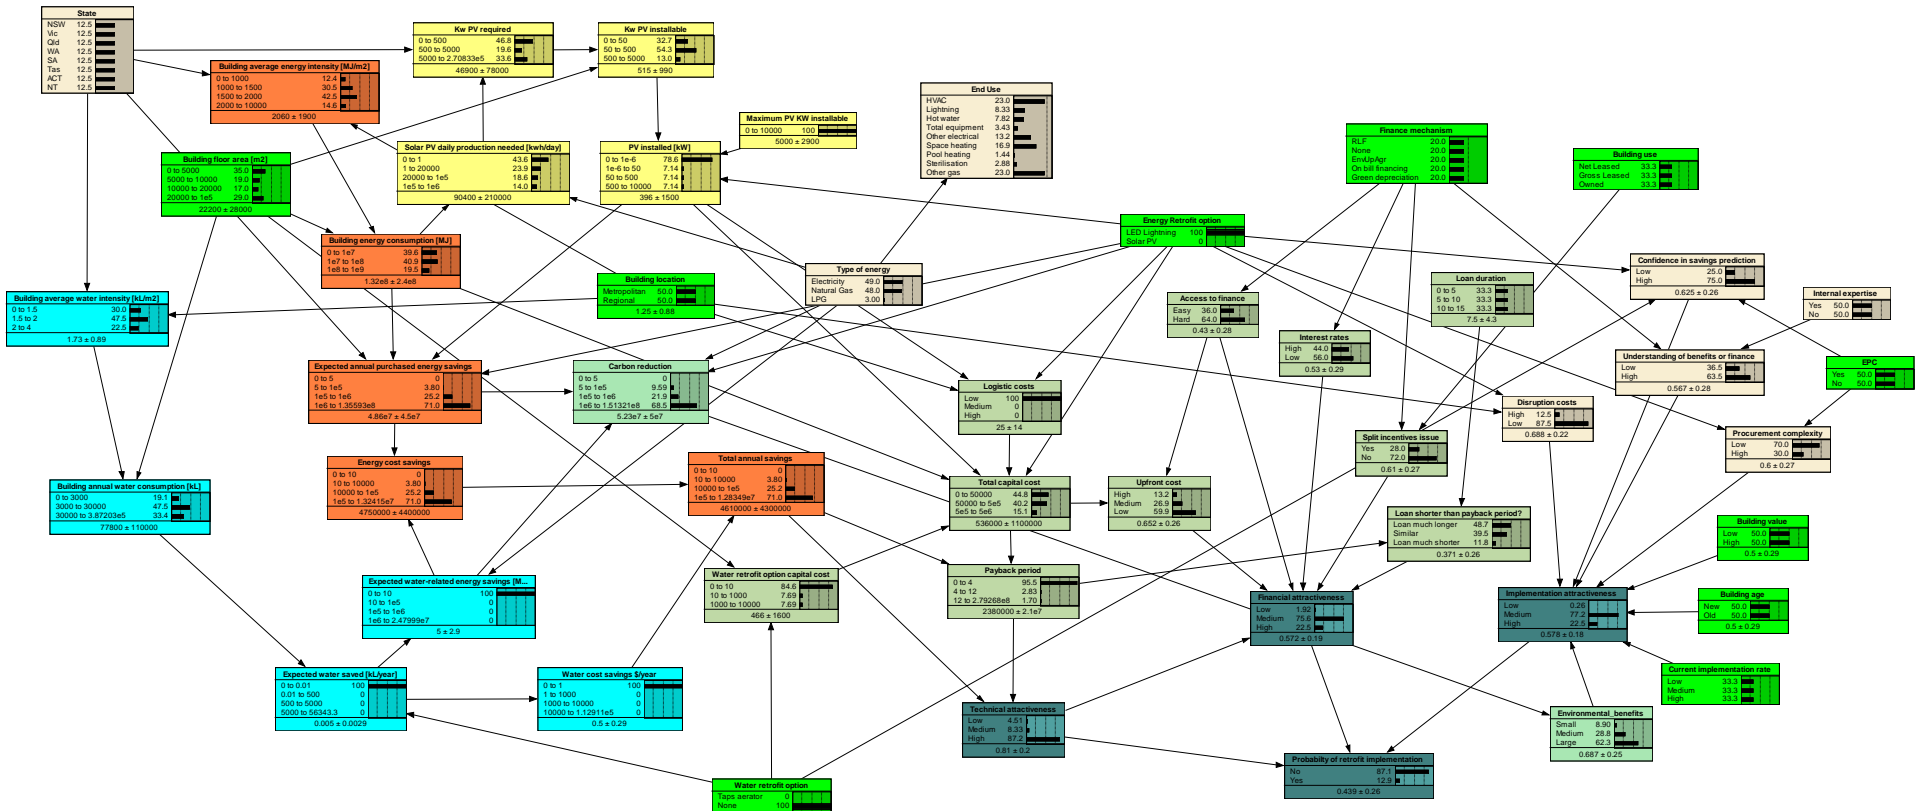 State
NSW 12.5
Vic 12.5
Qld 12.5
WA 12.5
SA 12.5
Tas 12.5
ACT 12.5
NT 12.5
Kw PV required
0 to 500 46.8
500 to 5000 19.6
5000 to 2.70833e5 33.6
46900 ± 78000
Kw PV installable
0 to 50 32.7
50 to 500 54.3
500 to 5000 13.0
515 ± 990
Building average energy intensity [MJ/m2]
0 to 1000 12.4
1000 to 1500 30.5
1500 to 2000 42.5
2000 to 10000 14.6
2060 ± 1900
End Use
HVAC 23.0
Lightning 8.33
Hot water 7.82
Total equipment 3.43
Other electrical 13.2
Space heating 16.9
Pool heating 1.44
Sterilisation 2.88
Other gas 23.0
Maximum PV KW installable
0 to 10000 100
5000 ± 2900
Finance mechanism
RLF 20.0
None 20.0
EnvUpAgr 20.0
On bill financing 20.0
Green depreciation 20.0
Building use
Net Leased 33.3
Gross Leased 33.3
Owned 33.3
Building floor area [m2]
0 to 5000 35.0
5000 to 10000 19.0
10000 to 20000 17.0
20000 to 1e5 29.0
22200 ± 28000
Solar PV daily production needed [kwh/day]
0 to 1 43.6
1 to 20000 23.9
20000 to 1e5 18.6
1e5 to 1e6 14.0
90400 ± 210000
PV installed [kW]
0 to 1e-6 78.6
1e-6 to 50 7.14
50 to 500 7.14
500 to 10000 7.14
396 ± 1500
Energy Retrofit option
LED Lightning 100
Solar PV 0
Building energy consumption [MJ]
0 to 1e7 39.6
1e7 to 1e8 40.9
1e8 to 1e9 19.5
1.32e8 ± 2.4e8
Type of energy
Electricity 49.0
Natural Gas 48.0
LPG 3.00
Building location
Metropolitan 50.0
Regional 50.0
1.25 ± 0.88
Loan duration
0 to 5 33.3
5 to 10 33.3
10 to 15 33.3
7.5 ± 4.3
Confidence in savings prediction
Low 25.0
High 75.0
0.625 ± 0.26
Internal expertise
Yes 50.0
No 50.0
Building average water intensity [kL/m2]
0 to 1.5 30.0
1.5 to 2 47.5
2 to 4 22.5
1.73 ± 0.89
Access to finance
Easy 36.0
Hard 64.0
0.43 ± 0.28
Interest rates
High 44.0
Low 56.0
0.53 ± 0.29
Understanding of benefits or finance
Low 36.5
High 63.5
0.567 ± 0.28
EPC
Yes 50.0
No 50.0
Expected annual purchased energy savings
0 to 5 0
5 to 1e5 3.80
1e5 to 1e6 25.2
1e6 to 1.35593e8 71.0
4.86e7 ± 4.5e7
Carbon reduction
0 to 5 0
5 to 1e5 9.59
1e5 to 1e6 21.9
1e6 to 1.51321e8 68.5
5.23e7 ± 5e7
Logistic costs
Low 100
Medium 0
High 0
25 ± 14
Disruption costs
High 12.5
Low 87.5
0.688 ± 0.22
Split incentives issue
Yes 28.0
No 72.0
0.61 ± 0.27
Procurement complexity
Low 70.0
High 30.0
0.6 ± 0.27
Energy cost savings
0 to 10 0
10 to 10000 3.80
10000 to 1e5 25.2
1e5 to 1.32415e7 71.0
4750000 ± 4400000
Total annual savings
0 to 10 0
10 to 10000 3.80
10000 to 1e5 25.2
1e5 to 1.28349e7 71.0
4610000 ± 4300000
Building annual water consumption [kL]
0 to 3000 19.1
3000 to 30000 47.5
30000 to 3.87203e5 33.4
77800 ± 110000
Total capital cost
0 to 50000 44.8
50000 to 5e5 40.2
5e5 to 5e6 15.1
536000 ± 1100000
Upfront cost
High 13.2
Medium 26.9
Low 59.9
0.652 ± 0.26
Loan shorter than payback period?
Loan much longer 48.7
Similar 39.5
Loan much shorter 11.8
0.371 ± 0.26
Building value
Low 50.0
High 50.0
0.5 ± 0.29
Expected water-related energy savings [M...
0 to 10 100
10 to 1e5 0
1e5 to 1e6 0
1e6 to 2.47999e7 0
5 ± 2.9
Water retrofit option capital cost
0 to 10 84.6
10 to 1000 7.69
1000 to 10000 7.69
466 ± 1600
Payback period
0 to 4 95.5
4 to 12 2.83
12 to 2.79268e8 1.70
2380000 ± 2.1e7
Financial attractiveness
Low 1.92
Medium 75.6
High 22.5
0.572 ± 0.19
Implementation attractiveness
Low 0.26
Medium 77.2
High 22.5
0.578 ± 0.18
Building age
New 50.0
Old 50.0
0.5 ± 0.29
Expected water saved [kL/year]
0 to 0.01 100
0.01 to 500 0
500 to 5000 0
5000 to 56343.3 0
0.005 ± 0.0029
Water cost savings $/year
0 to 1 100
1 to 1000 0
1000 to 10000 0
10000 to 1.12911e5 0
0.5 ± 0.29
Current implementation rate
Low 33.3
Medium 33.3
High 33.3
Technical attactiveness
Low 4.51
Medium 8.33
High 87.2
0.81 ± 0.2
Environmental_benefits
Small 8.90
Medium 28.8
Large 62.3
0.687 ± 0.25
Probabilty of retrofit implementation
No 87.1
Yes 12.9
0.439 ± 0.26
Water retrofit option
Taps aerator 0
None 100